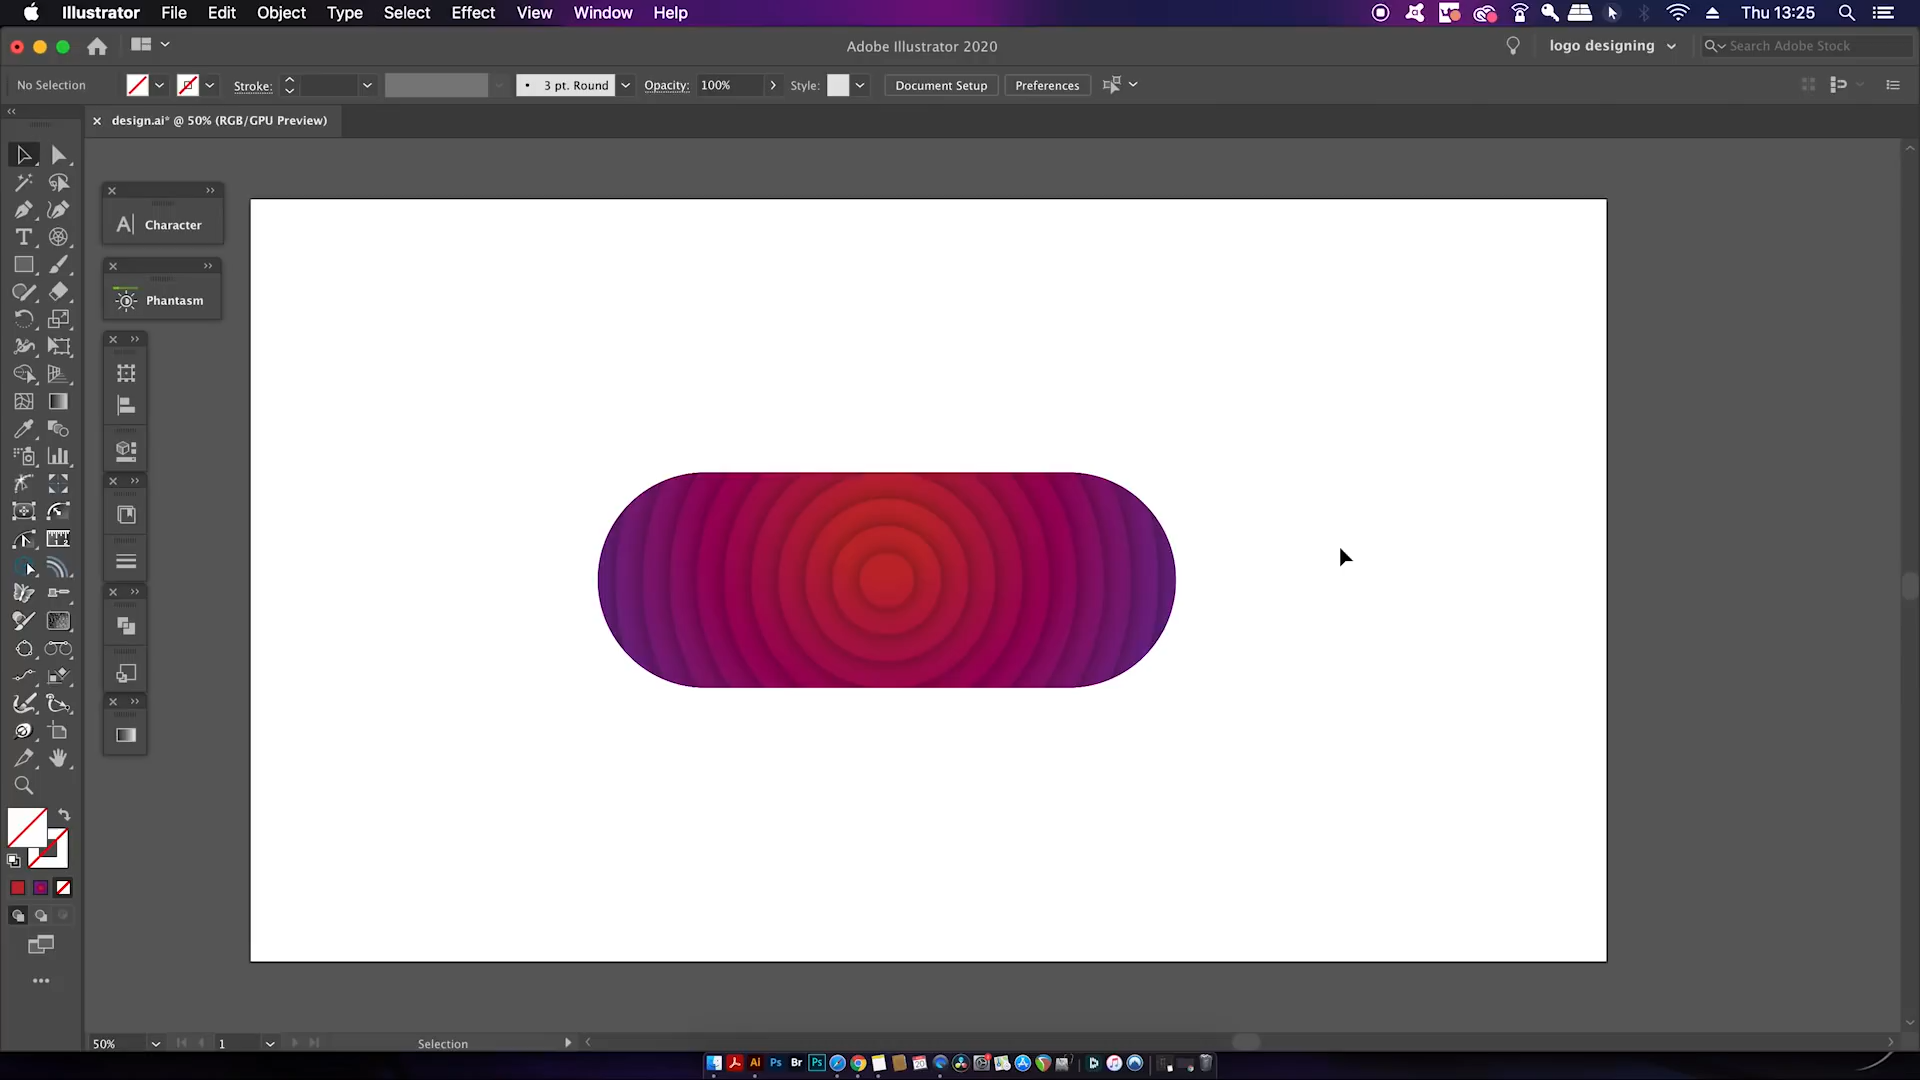 Illustrator File Edit Object Type Select Effect View Window Help Thu 13:25
Adobe Illustrator 2020 logo designing Search Adobe Stock
No Selection Stroke: 3 pt. Round Opacity: 100% Style: Document Setup Preferences
design.ai* @ 50% (RGB/GPU Preview)
Character
Phantasm
50% 1 Selection